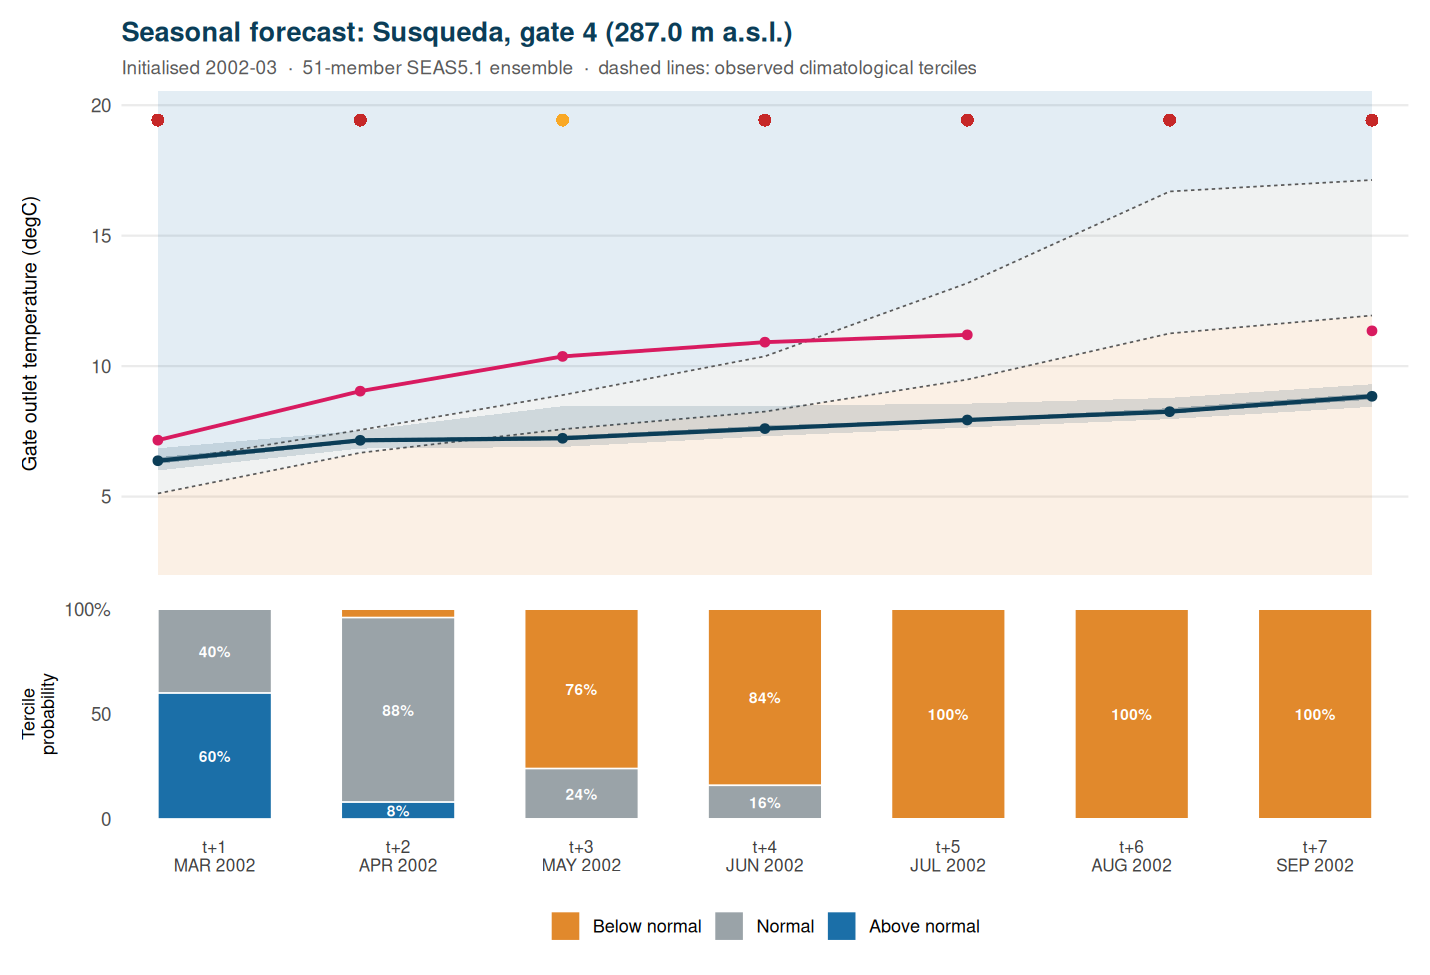 Seasonal forecast: Susqueda, gate 4 (287.0 m a.s.l.)
Initialised 2002-03 · 51-member SEAS5.1 ensemble · dashed lines: observed climatological terciles
Gate outlet temperature (degC)
20
15
10
5
Tercile
probability
100%
50
0
40%
60%
88%
8%
76%
24%
84%
16%
100%
100%
100%
t+1
MAR 2002
t+2
APR 2002
t+3
MAY 2002
t+4
JUN 2002
t+5
JUL 2002
t+6
AUG 2002
t+7
SEP 2002
Below normal
Normal
Above normal